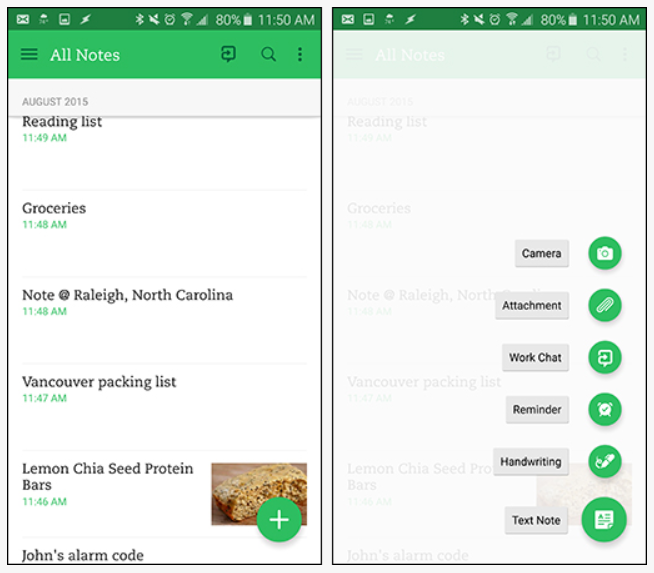 80% 11:50 AM
All Notes
AUGUST 2015
Reading list
11:49 AM
Groceries
11:48 AM
Note @ Raleigh, North Carolina
11:48 AM
Vancouver packing list
11:47 AM
Lemon Chia Seed Protein
Bars
11:46 AM
John's alarm code
80% 11:50 AM
All Notes
AUGUST 2015
Reading list
11:49 AM
Groceries
11:48 AM
Camera
Note @ Raleigh, North Carolina
Attachment
11:48 AM
Work Chat
Vancouver packing list
11:47 AM
Reminder
Handwriting
Lemon Chia Seed Pro
Bars
11:46 AM
Text Note
John's alarm code